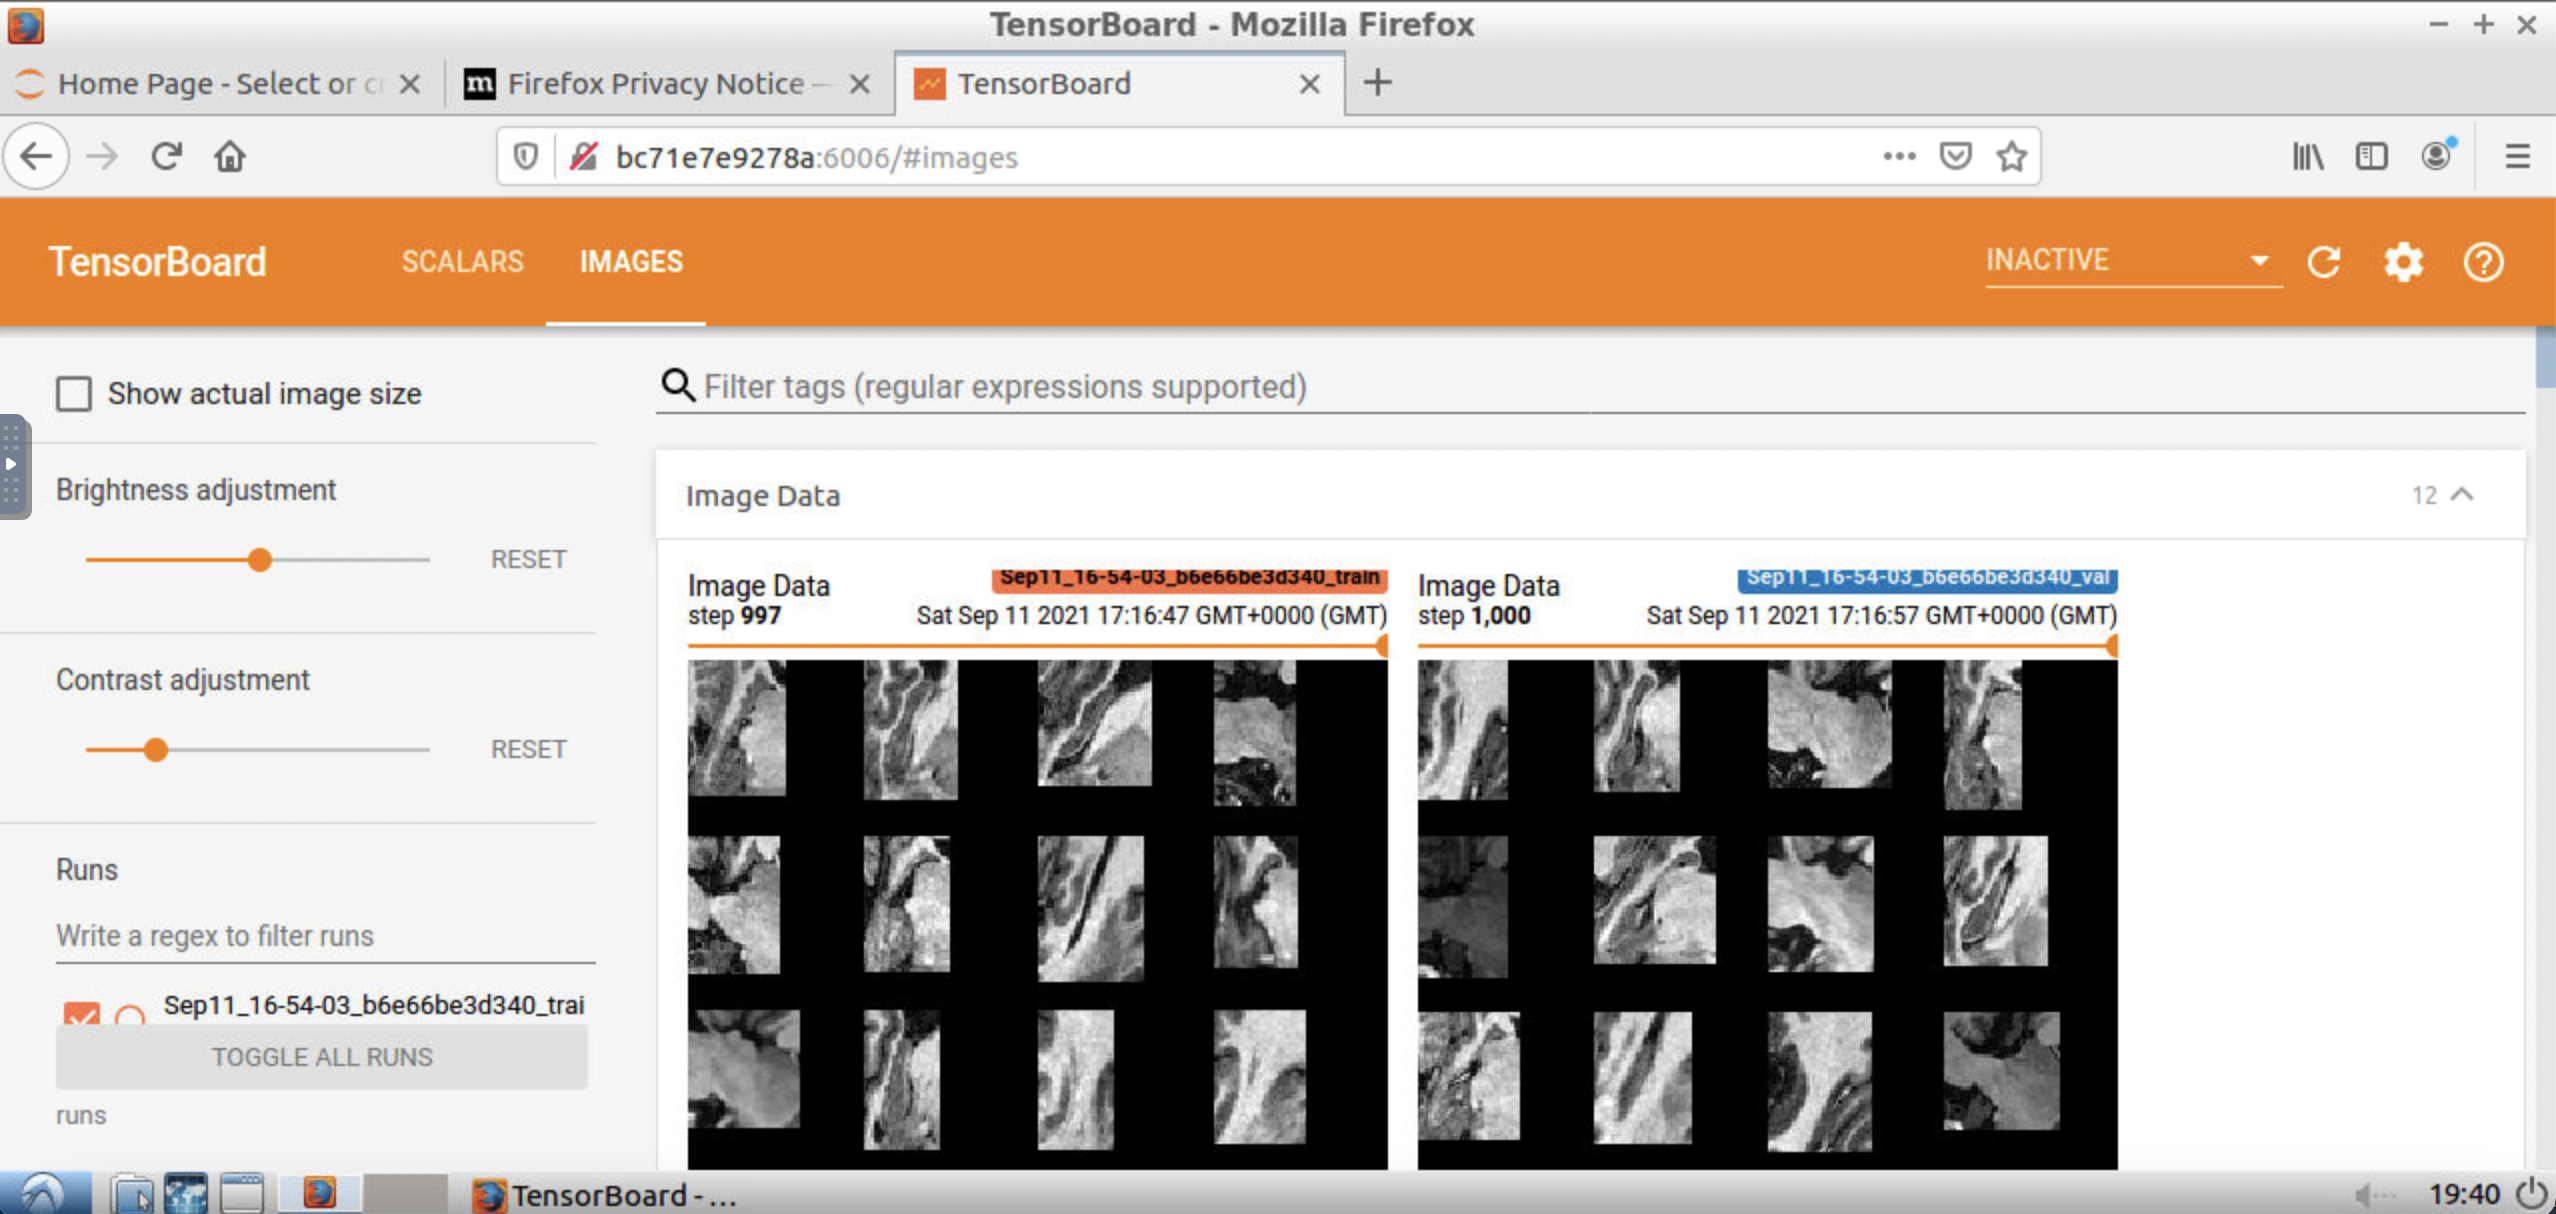 TensorBoard - Mozilla Firefox
Home Page - Select or cr
Firefox Privacy Notice —
TensorBoard
bc71e7e9278a:6006/#images
TensorBoard
SCALARS
IMAGES
INACTIVE
Show actual image size
Filter tags (regular expressions supported)
Brightness adjustment
RESET
Contrast adjustment
RESET
Runs
Write a regex to filter runs
Sep11_16-54-03_b6e66be3d340_trai
TOGGLE ALL RUNS
runs
Image Data
12
Image Data
Sep11_16-54-03_b6e66be3d340_train
step 997
Sat Sep 11 2021 17:16:47 GMT+0000 (GMT)
Image Data
Sep11_16-54-03_b6e66be3d340_val
step 1,000
Sat Sep 11 2021 17:16:57 GMT+0000 (GMT)
TensorBoard - ...
19:40